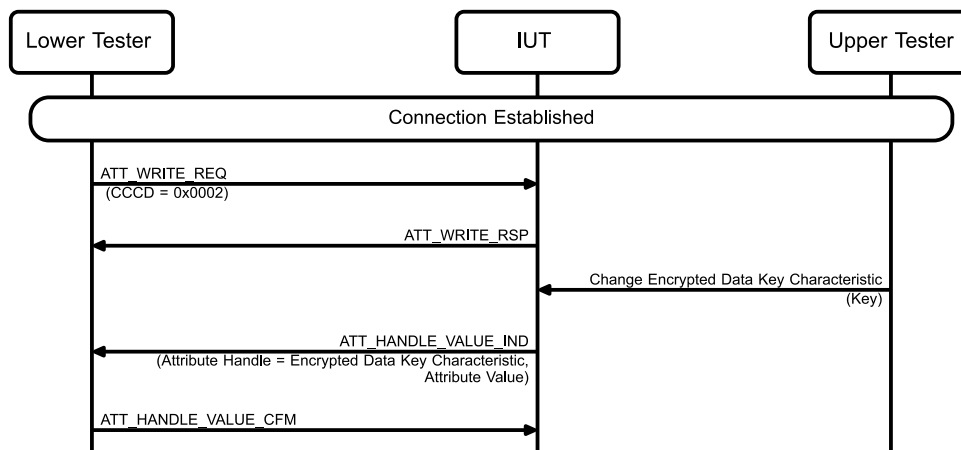 Lower Tester
IUT
Upper Tester
Connection Established
ATT_WRITE_REQ
(CCCD = 0x0002)
ATT_WRITE_RSP
Change Encrypted Data Key Characteristic
(Key)
ATT_HANDLE_VALUE_IND
(Attribute Handle = Encrypted Data Key Characteristic,
Attribute Value)
ATT_HANDLE_VALUE_CFM